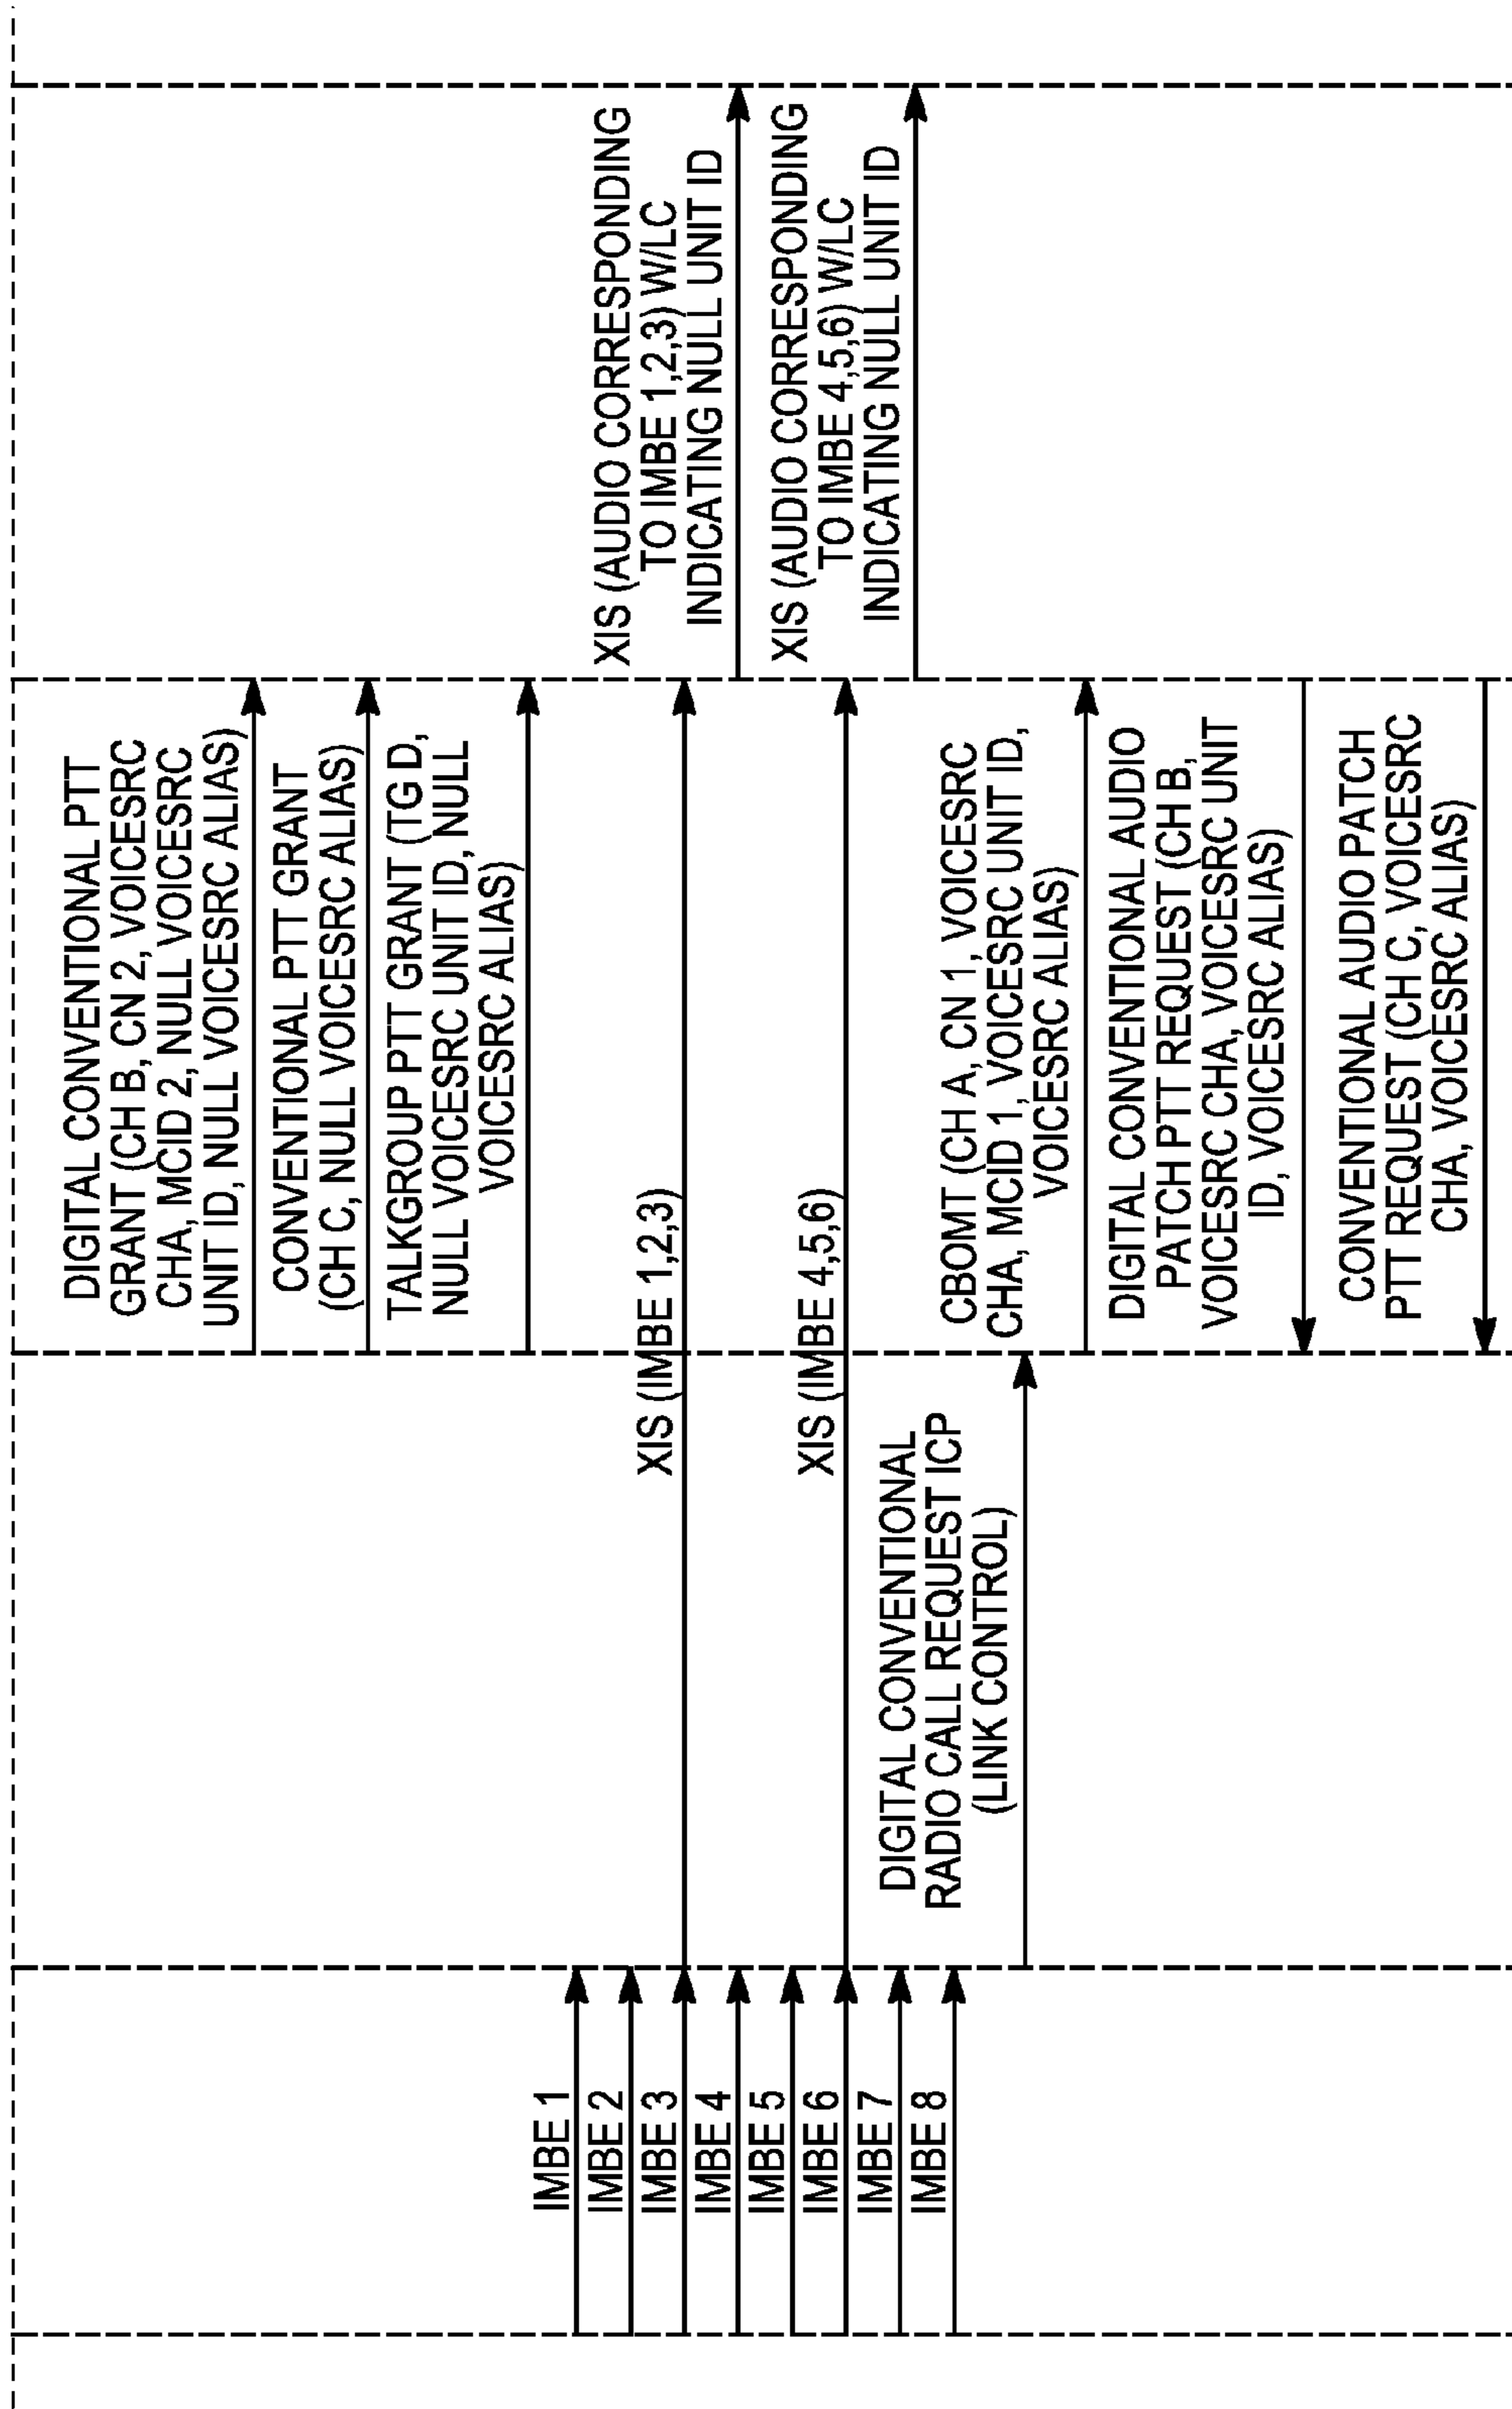 DIGITAL CONVENTIONAL PTT
GRANT (CH B, CN 2, VOICESRC
CHA, MCID 2, NULL VOICESRC
UNIT ID, NULL VOICESRC ALIAS)
CONVENTIONAL PTT GRANT
(CH C, NULL VOICESRC ALIAS)
TALKGROUP PTT GRANT (TG D,
NULL VOICESRC UNIT ID, NULL
VOICESRC ALIAS)
IMBE 1
IMBE 2
IMBE 3
XIS (IMBE 1,2,3)
XIS (AUDIO CORRESPONDING
TO IMBE 1,2,3) W/LC
INDICATING NULL UNIT ID
IMBE 4
IMBE 5
IMBE 6
XIS (IMBE 4,5,6)
XIS (AUDIO CORRESPONDING
TO IMBE 4,5,6) W/LC
INDICATING NULL UNIT ID
IMBE 7
IMBE 8
DIGITAL CONVENTIONAL
RADIO CALL REQUEST ICP
(LINK CONTROL)
CBOMT (CH A, CN 1, VOICESRC
CHA, MCID 1, VOICESRC UNIT ID,
VOICESRC ALIAS)
DIGITAL CONVENTIONAL AUDIO
PATCH PTT REQUEST (CH B,
VOICESRC CHA, VOICESRC UNIT
ID, VOICESRC ALIAS)
CONVENTIONAL AUDIO PATCH
PTT REQUEST (CH C, VOICESRC
CHA, VOICESRC ALIAS)